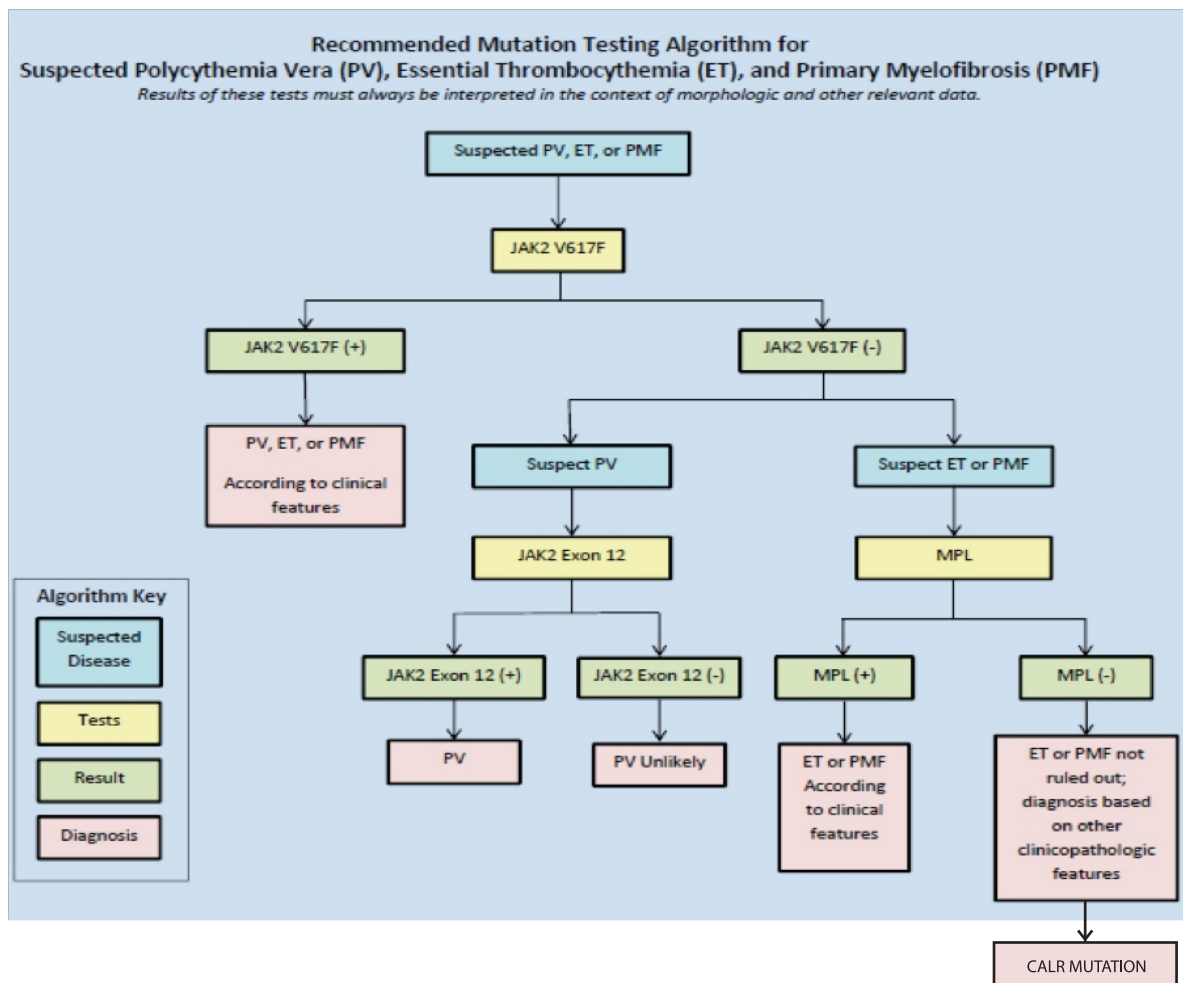 Recommended Mutation Testing Algorithm for
Suspected Polycythemia Vera (PV), Essential Thrombocythemia (ET), and Primary Myelofibrosis (PMF)
Results of these tests must always be interpreted in the context of morphologic and other relevant data.
Suspected PV, ET, or PMF
JAK2 V617F
JAK2 V617F (+)
JAK2 V617F (-)
PV, ET, or PMF
According to clinical
features
Suspect PV
Suspect ET or PMF
JAK2 Exon 12
MPL
JAK2 Exon 12 (+)
JAK2 Exon 12 (-)
MPL (+)
MPL (-)
PV
PV Unlikely
ET or PMF
According
to clinical
features
ET or PMF not
ruled out;
diagnosis based
on other
clinicopathologic
features
CALR MUTATION
Algorithm Key
Suspected
Disease
Tests
Result
Diagnosis